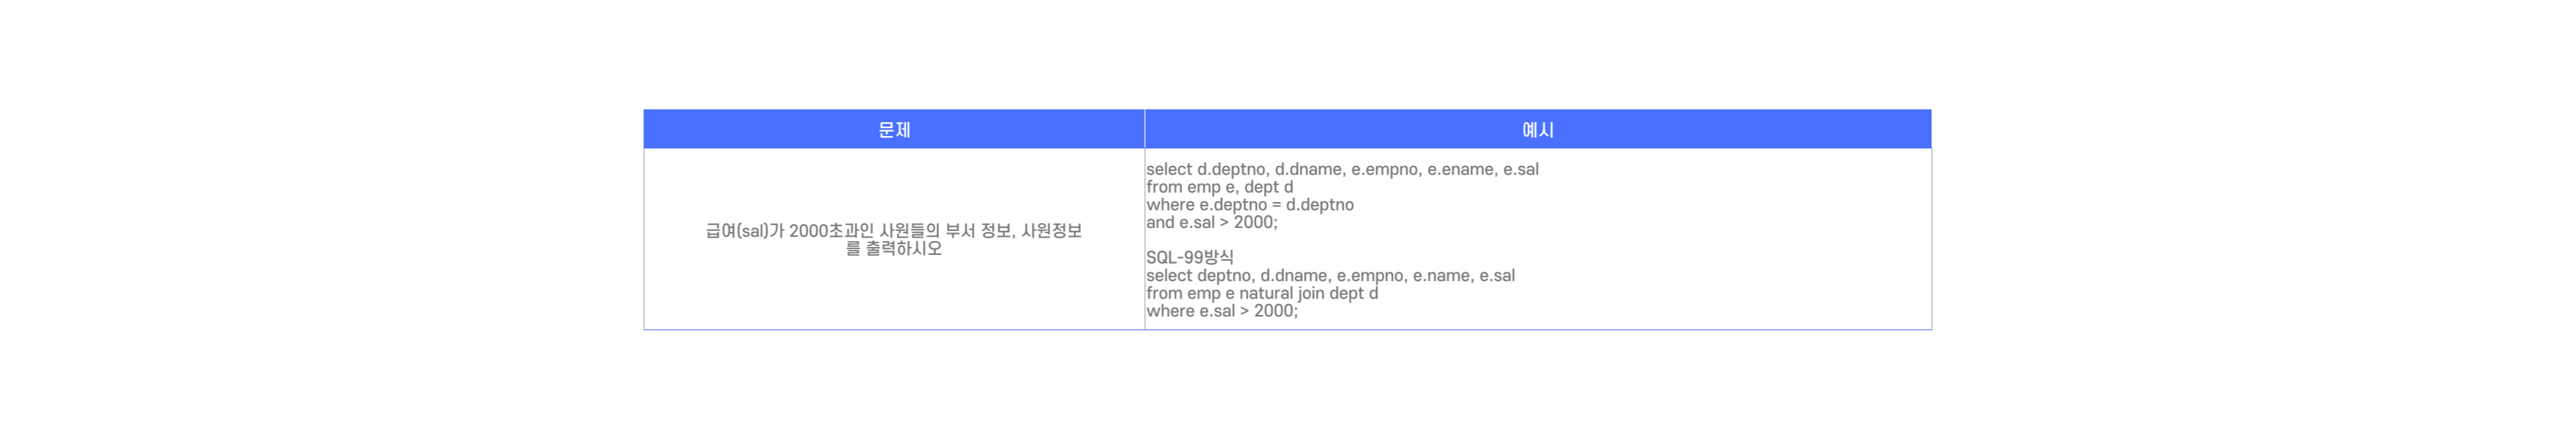 문제
예시
급여(sal)가 2000초과인 사원들의 부서 정보, 사원정보
를 출력하시오
select d.deptno, d.dname, e.empno, e.ename, e.sal
from emp e, dept d
where e.deptno = d.deptno
and e.sal > 2000;
SQL-99방식
select deptno, d.dname, e.empno, e.name, e.sal
from emp e natural join dept d
where e.sal > 2000;